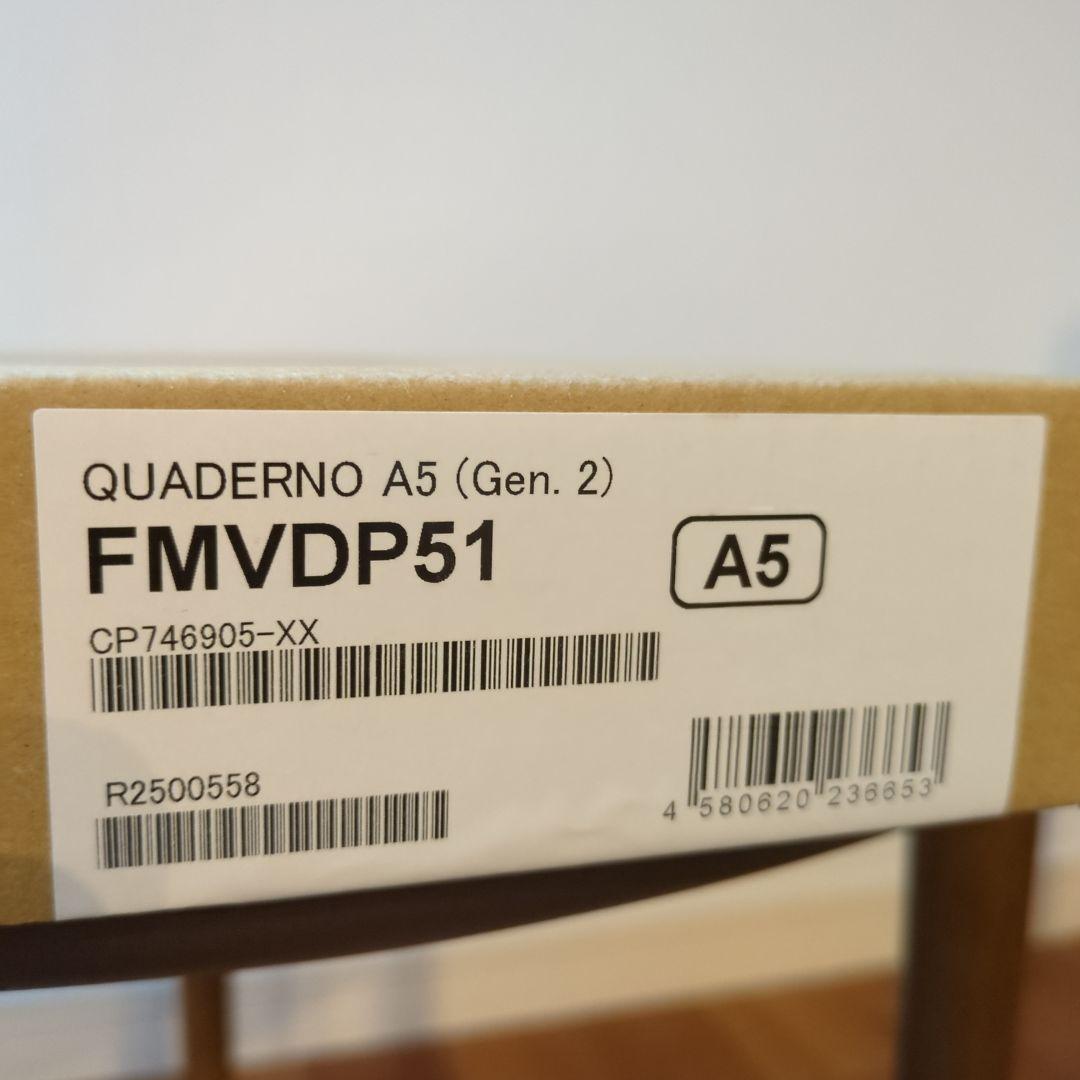 QUADERNO A5 (Gen. 2)
FMVDP51
A5
CP746905-XX
R2500558
4 580620 236653